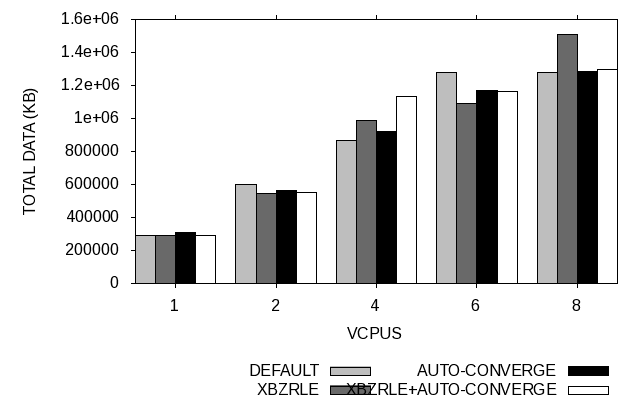 1.6e+06
1.4e+06
1.2e+06
1e+06
800000
600000
400000
200000
0
TOTAL DATA (KB)
1 2 4 6 8
VCPUS
DEFAULT AUTO-CONVERGE
XBZRLE XBZRLE+AUTO-CONVERGE